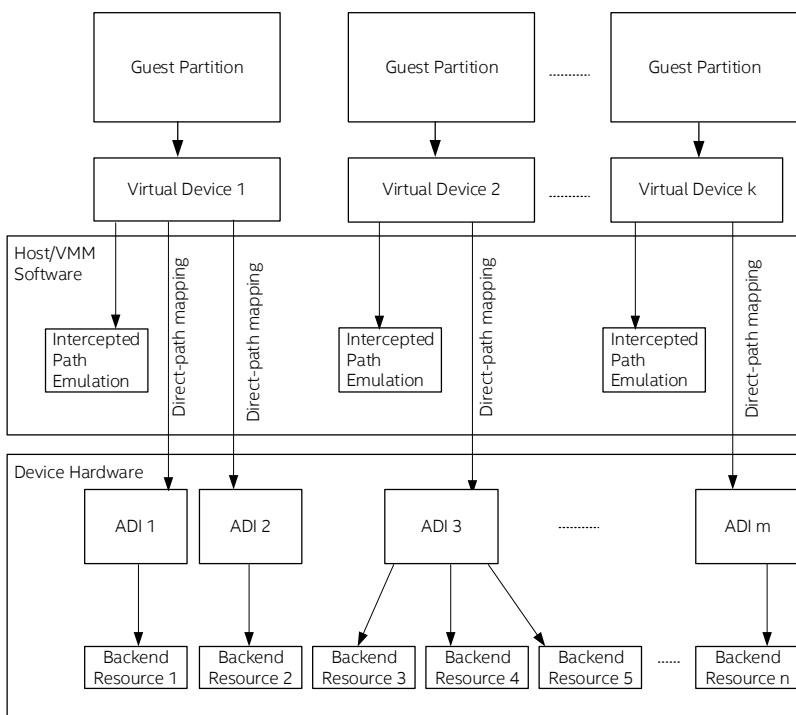 Guest Partition
Guest Partition
Guest Partition
Virtual Device 1
Virtual Device 2
Virtual Device k
Host/VMM
Software
Direct-path mapping
Direct-path mapping
Direct-path mapping
Direct-path mapping
Intercepted
Path
Emulation
Intercepted
Path
Emulation
Intercepted
Path
Emulation
Device Hardware
ADI 1
ADI 2
ADI 3
ADI m
Backend
Resource 1
Backend
Resource 2
Backend
Resource 3
Backend
Resource 4
Backend
Resource 5
Backend
Resource n